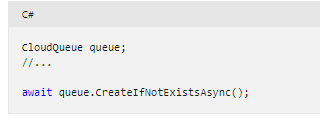 C#
CloudQueue queue;
//...
await queue.CreateIfNotExistsAsync();